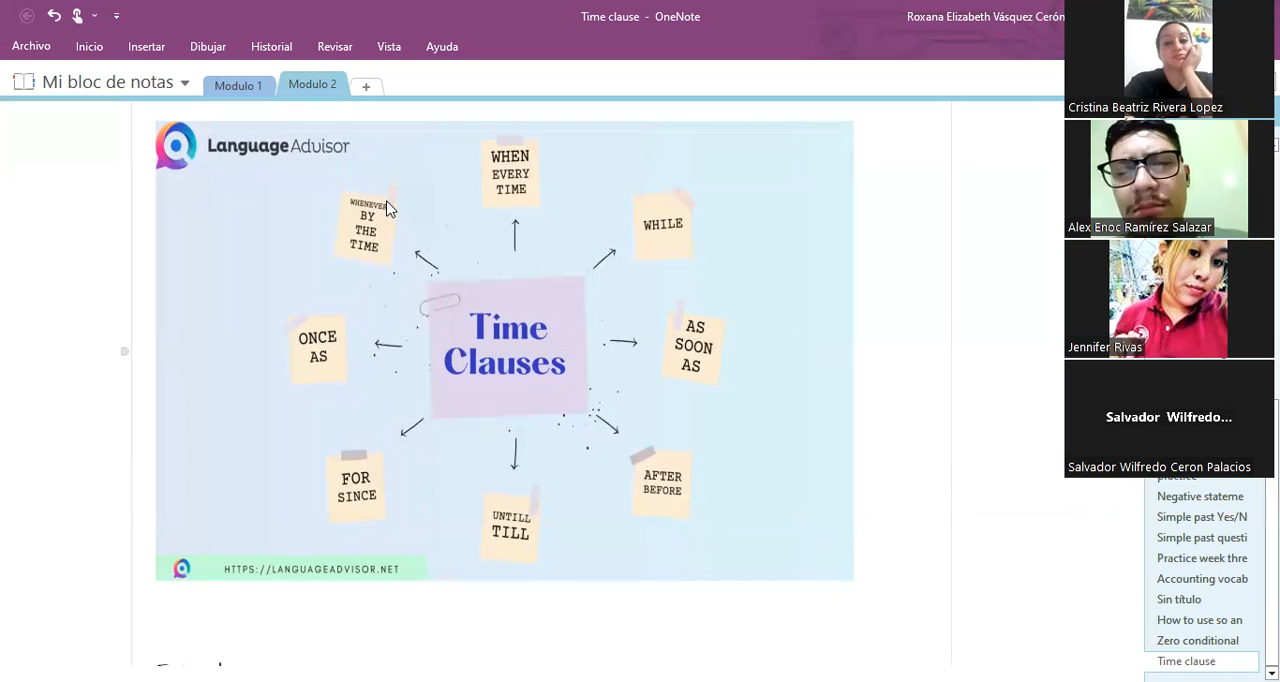 Time clause - OneNote
Roxana Elizabeth Vásquez Cerón
Archivo
Inicio
Insertar
Dibujar
Historial
Revisar
Vista
Ayuda
Mi bloc de notas
Modulo 1
Modulo 2
+
LanguageAdvisor
WHEN
EVERY
TIME
WHENEVER
BY
THE
TIME
WHILE
Time
Clauses
ONCE
AS
AS
SOON
AS
FOR
SINCE
UNTILL
TILL
AFTER
BEFORE
HTTPS://LANGUAGEADVISOR.NET
Cristina Beatriz Rivera Lopez
Alex Enoc Ramírez Salazar
Jennifer Rivas
Salvador Wilfredo...
Salvador Wilfredo Ceron Palacios
practice
Negative stateme
Simple past Yes/N
Simple past questi
Practice week thre
Accounting vocab
Sin título
How to use so an
Zero conditional
Time clause